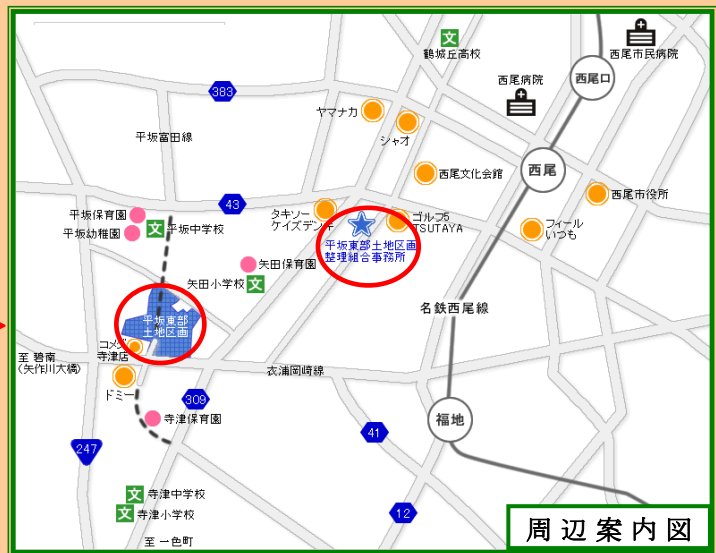 文
鶴城丘高校
西尾市民病院
西尾病院
西尾口
383
ヤマナカ
シャオ
平坂富田線
西尾
西尾文化会館
西尾市役所
43
平坂保育園
平坂幼稚園
文
平坂中学校
タキソー
ケイズデンキ
ゴルフ5
TSUTAYA
フィール
いつも
平坂東部土地区画
整理組合事務所
矢田保育園
矢田小学校
文
名鉄西尾線
平坂東部
土地区画
コメダ
寺津店
至 碧南
(矢作川大橋)
衣浦岡崎線
ドミー
309
寺津保育園
福地
41
247
文
寺津中学校
文
寺津小学校
12
至 一色町
周辺案内図